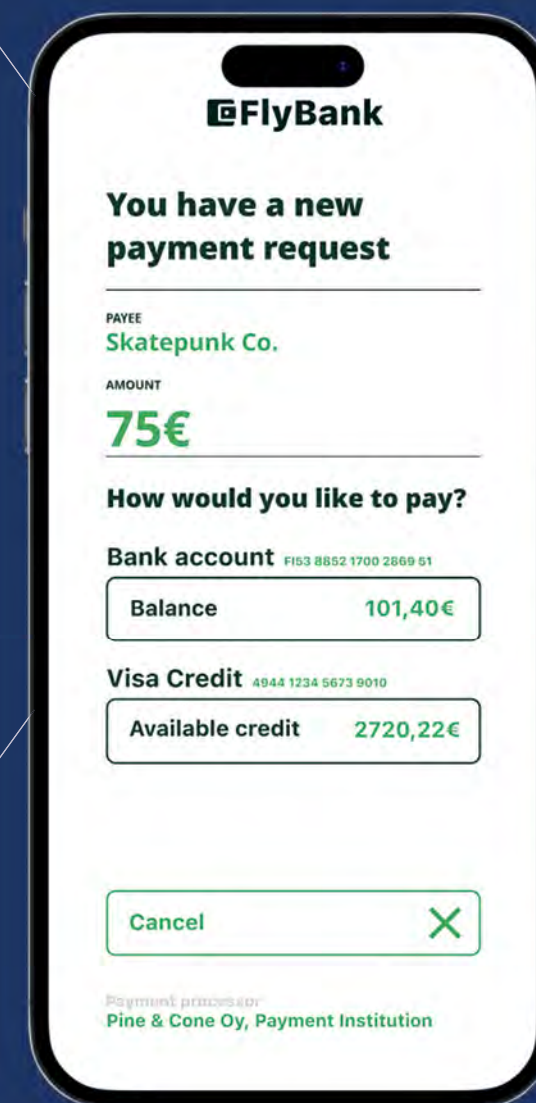 FlyBank
You have a new
payment request
PAYEE
Skatepunk Co.
AMOUNT
75€
How would you like to pay?
Bank account FI53 8852 1700 2869 51
Balance 101,40€
Visa Credit 4944 1234 5673 9010
Available credit 2720,22€
Cancel
Payment processor
Pine & Cone Oy, Payment Institution